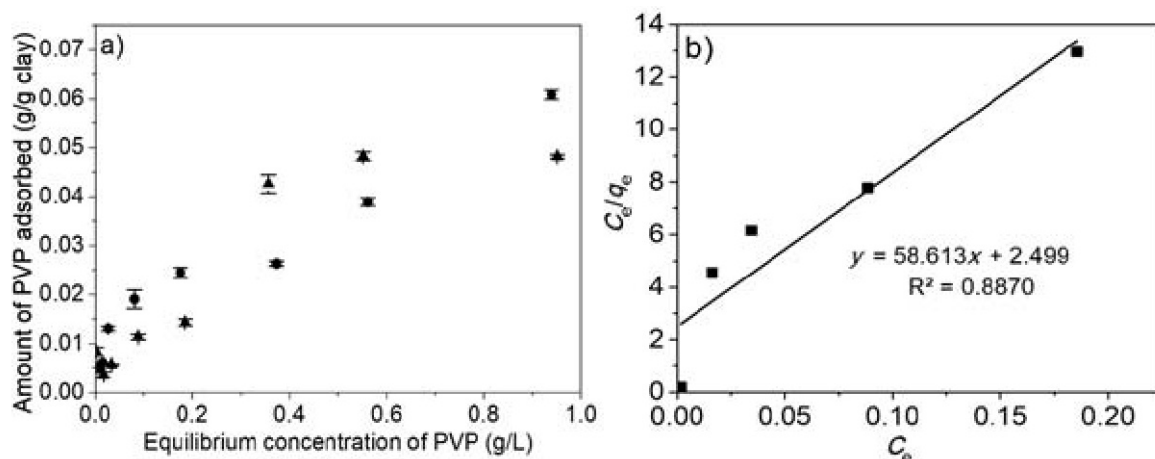 a)
Amount of PVP adsorbed (g/g clay)
0.07
0.06
0.05
0.04
0.03
0.02
0.01
0.00
0.0 0.2 0.4 0.6 0.8 1.0
Equilibrium concentration of PVP (g/L)
b)
C_e/q_e
14
12
10
8
6
4
2
0
y = 58.613x + 2.499
R² = 0.8870
0.00 0.05 0.10 0.15 0.20
C_e